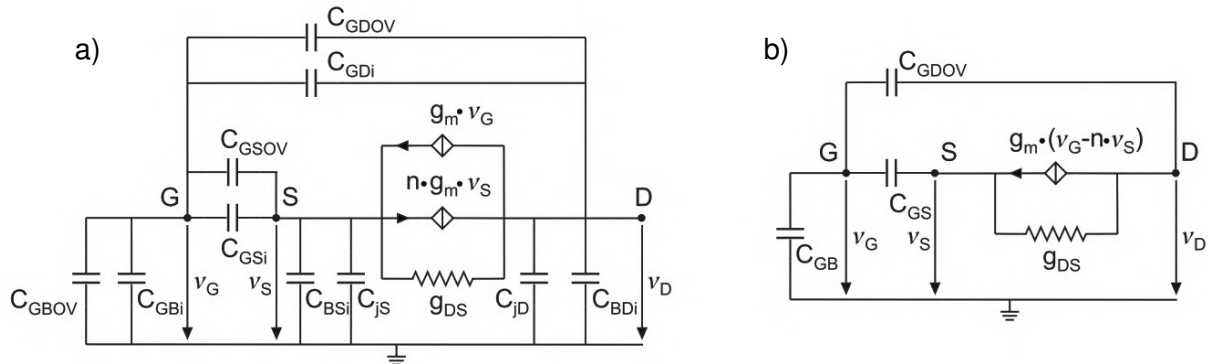 a)
C_GDOV
C_GDi
g_m•v_G
C_GSOV
n•g_m•v_S
G
S
D
C_GSi
C_GBOV
C_GBi
v_G
v_S
C_BSi
C_jS
g_DS
C_jD
C_BDi
v_D
b)
C_GDOV
G
S
g_m•(v_G-n•v_S)
D
C_GS
C_GB
v_G
v_S
g_DS
v_D